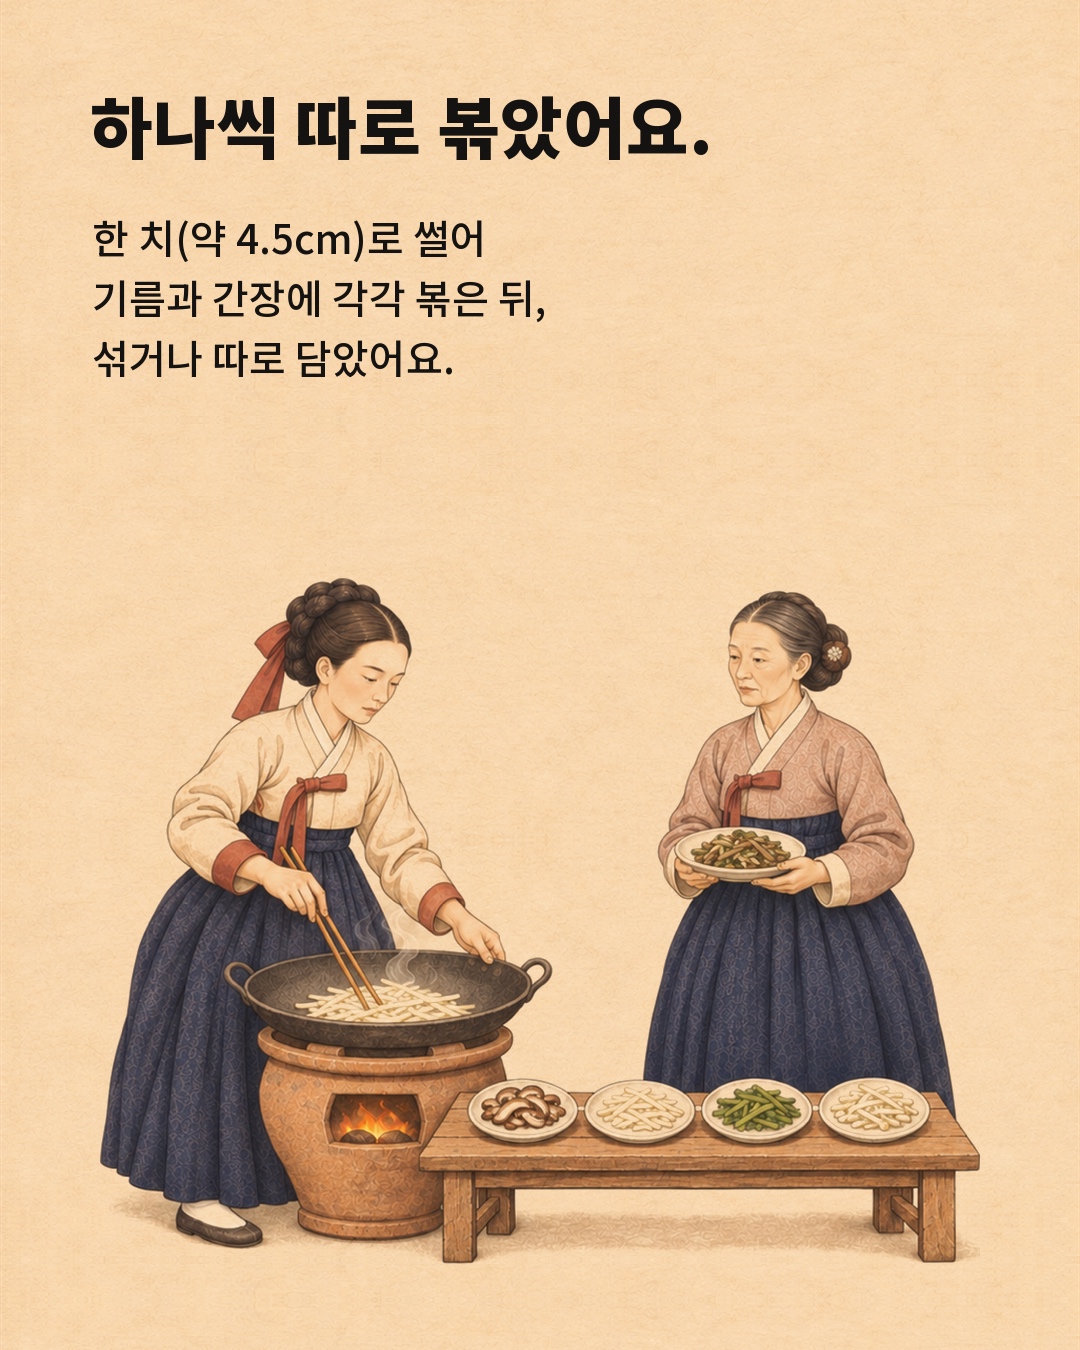 하나씩 따로 볶았어요.
한 치(약 4.5cm)로 썰어
기름과 간장에 각각 볶은 뒤,
섞거나 따로 담았어요.